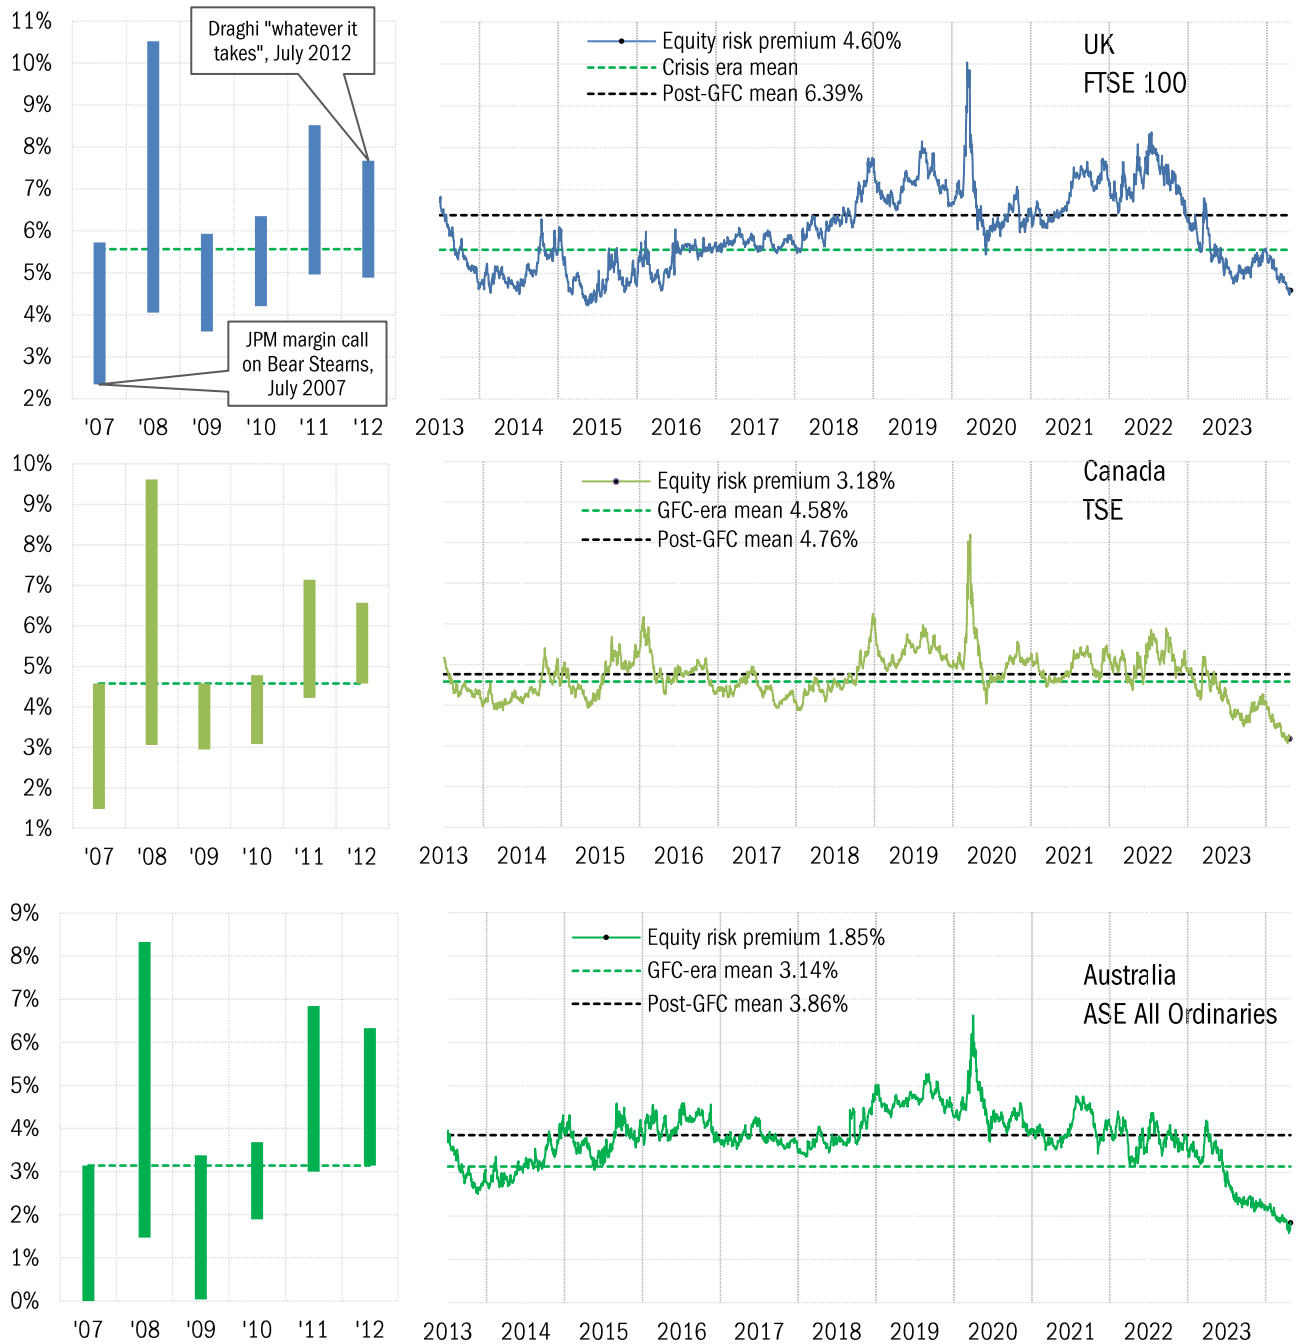 11%
10%
9%
8%
7%
6%
5%
4%
3%
2%
Draghi "whatever it
takes", July 2012
JPM margin call
on Bear Stearns,
July 2007
'07 '08 '09 '10 '11 '12
Equity risk premium 4.60%
Crisis era mean
Post-GFC mean 6.39%
UK
FTSE 100
2013 2014 2015 2016 2017 2018 2019 2020 2021 2022 2023
10%
9%
8%
7%
6%
5%
4%
3%
2%
1%
'07 '08 '09 '10 '11 '12
Equity risk premium 3.18%
GFC-era mean 4.58%
Post-GFC mean 4.76%
Canada
TSE
2013 2014 2015 2016 2017 2018 2019 2020 2021 2022 2023
9%
8%
7%
6%
5%
4%
3%
2%
1%
0%
'07 '08 '09 '10 '11 '12
Equity risk premium 1.85%
GFC-era mean 3.14%
Post-GFC mean 3.86%
Australia
ASE All Ordinaries
2013 2014 2015 2016 2017 2018 2019 2020 2021 2022 2023